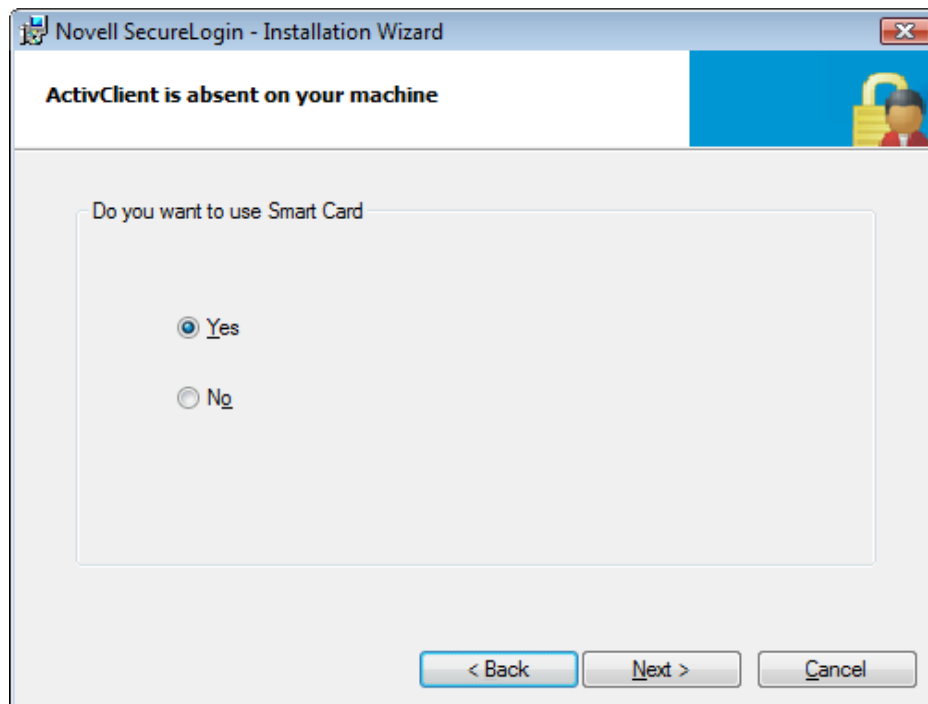 Novell SecureLogin - Installation Wizard
ActivClient is absent on your machine
Do you want to use Smart Card
Yes
No
< Back
Next >
Cancel